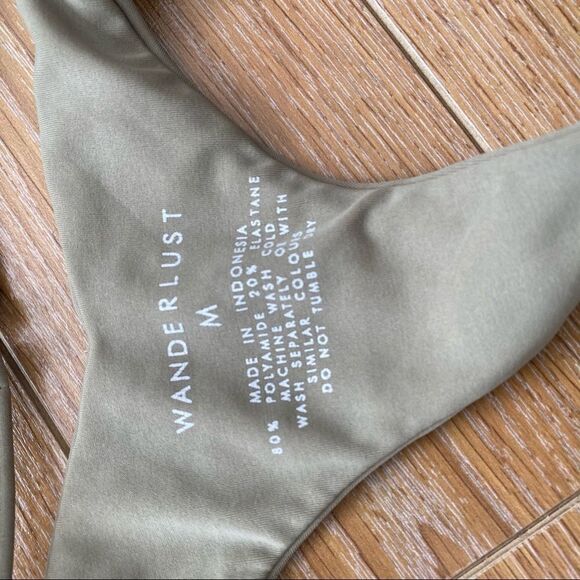 WANDERLUST
M
MADE IN INDONESIA
80% POLYAMIDE 20% ELASTANE
MACHINE WASH COLD
WASH SEPARATELY OR WITH
SIMILAR COLOURS
DO NOT TUMBLE DRY